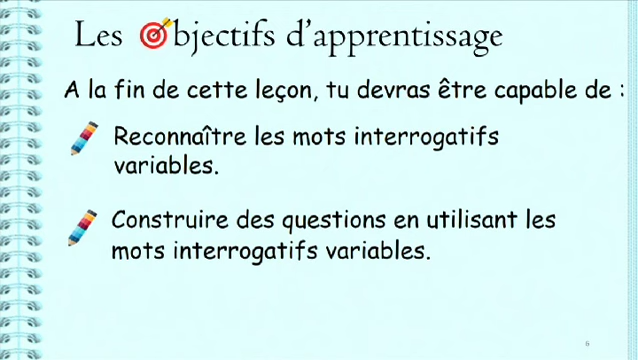 Les 🎯bjectifs d'apprentissage
A la fin de cette leçon, tu devras être capable de :
Reconnaître les mots interrogatifs
variables.
Construire des questions en utilisant les
mots interrogatifs variables.
6